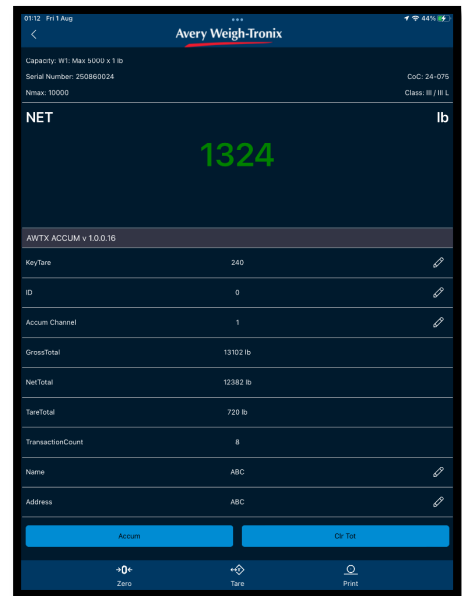 01:12 Fri 1 Aug 44%
Avery Weigh-Tronix
Capacity: W1: Max 5000 x 1 lb
Serial Number: 250860024 CoC: 24-075
Nmax: 10000 Class: III / III L
NET lb
1324
AWTX ACCUM v 1.0.0.16
KeyTare 240
ID 0
Accum Channel 1
GrossTotal 13102 lb
NetTotal 12382 lb
TareTotal 720 lb
TransactionCount 8
Name ABC
Address ABC
Accum Clr Tot
0
T
Zero Tare Print